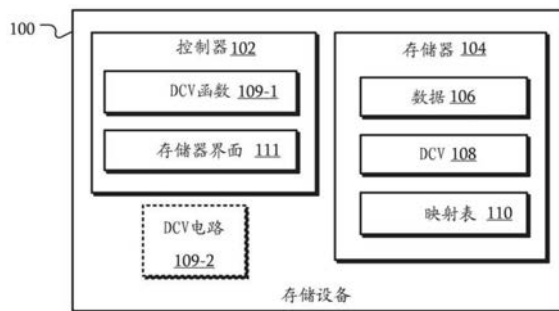 100
控制器 102
DCV函数 109-1
存储器界面 111
DCV电路
109-2
存储器 104
数据 106
DCV 108
映射表 110
存储设备